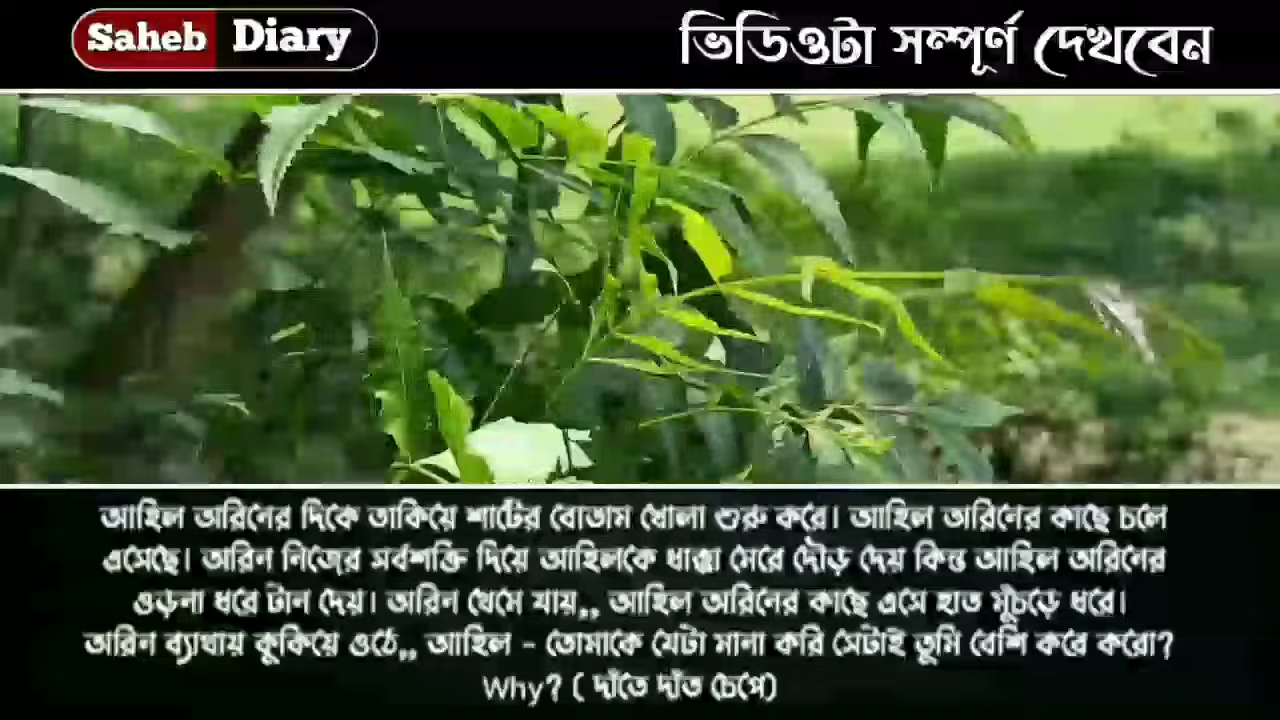 Saheb Diary
ভিডিওটা সম্পূর্ণ দেখবেন
আহিল অরিনের দিকে তাকিয়ে শার্টের বোতাম খোলা শুরু করে। আহিল অরিনের কাছে চলে
এসেছে। অরিন নিজের সর্বশক্তি দিয়ে আহিলকে ধাক্কা মেরে দৌড় দেয় কিন্ত আহিল অরিনের
ওড়না ধরে টান দেয়। অরিন থেমে যায়,, আহিল অরিনের কাছে এসে হাত মুঁচড়ে ধরে।
অরিন ব্যাথায় কুকিয়ে ওঠে,, আহিল - তোমাকে যেটা মানা করি সেটাই তুমি বেশি করে করো?
Why? ( দাঁতে দাঁত চেপে)